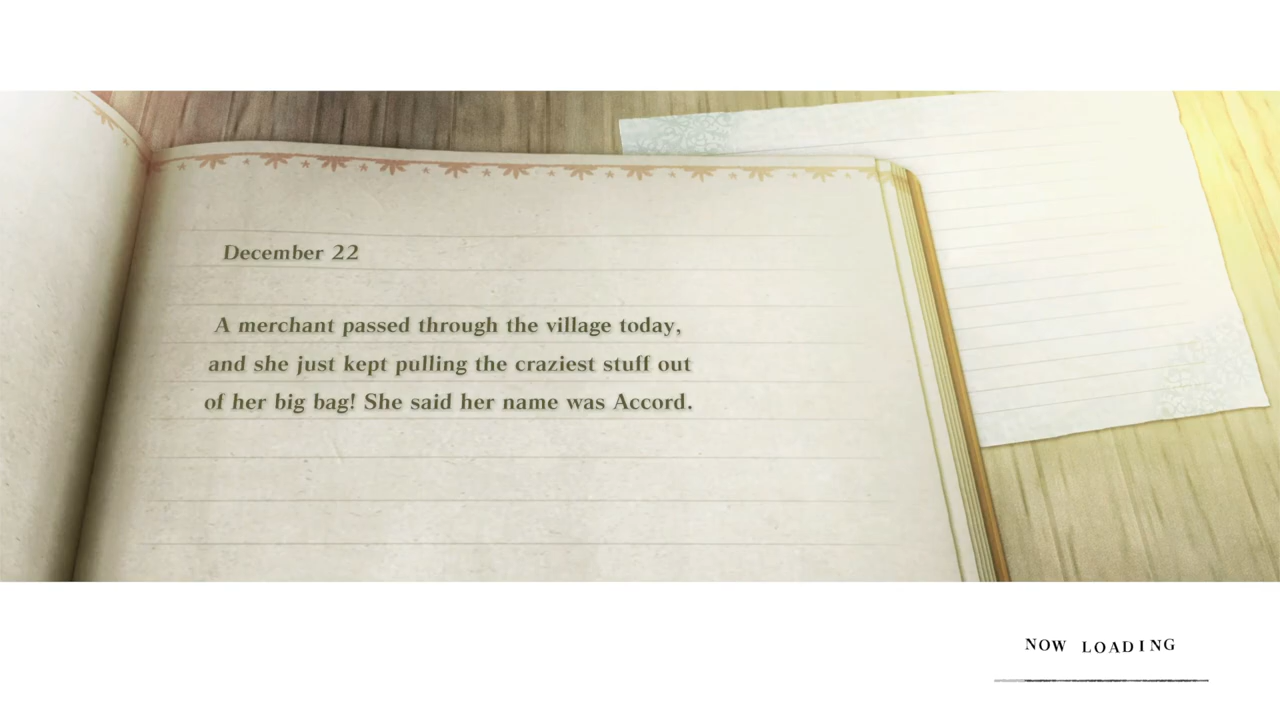 December 22
A merchant passed through the village today,
and she just kept pulling the craziest stuff out
of her big bag! She said her name was Accord.
NOW LOADING